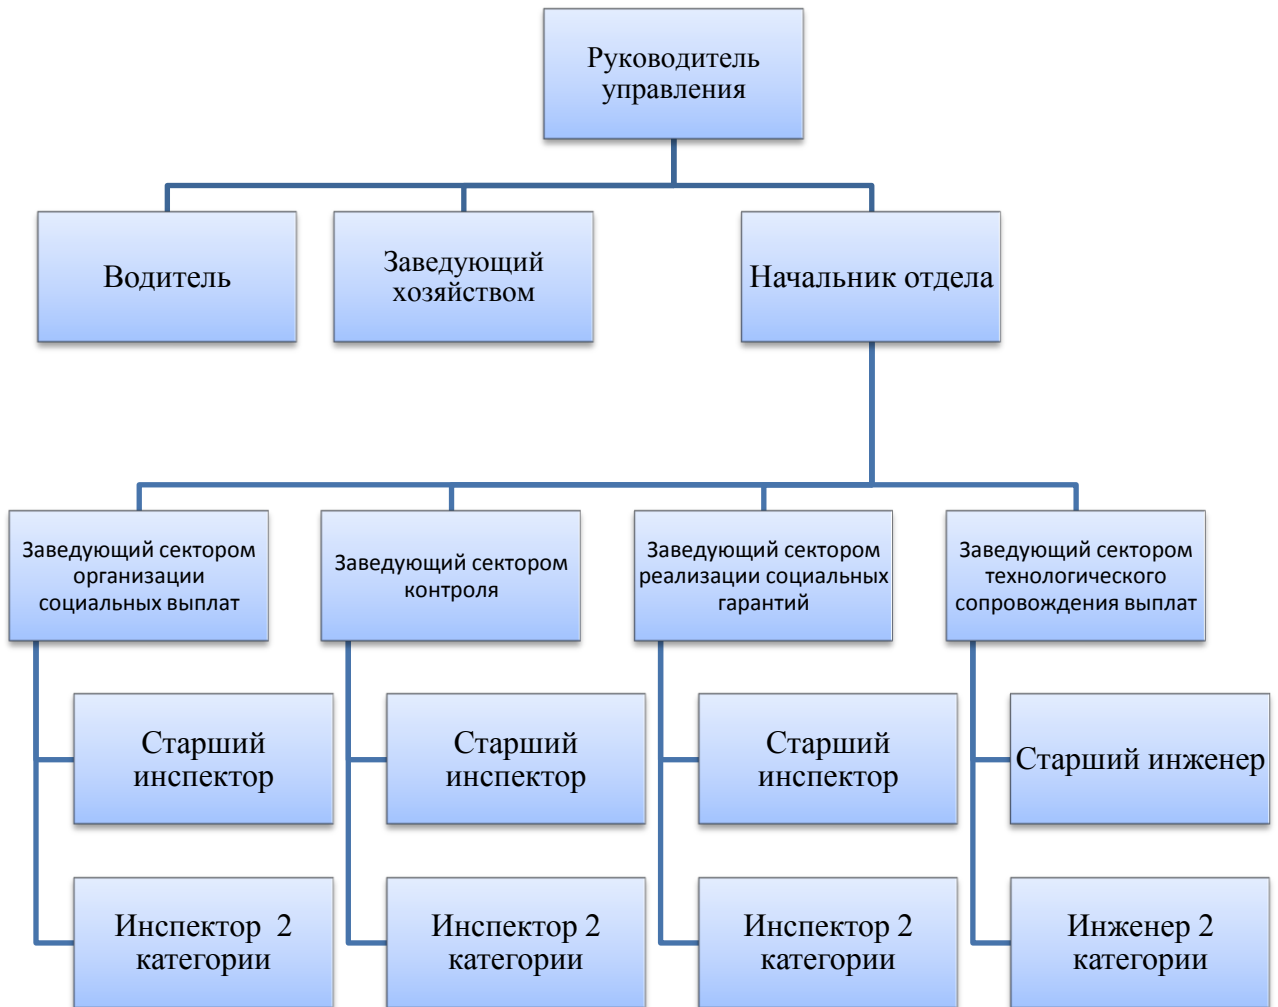 Руководитель
управления
Водитель
Заведующий
хозяйством
Начальник отдела
Заведующий сектором
организации
социальных выплат
Заведующий сектором
контроля
Заведующий сектором
реализации социальных
гарантий
Заведующий сектором
технологического
сопровождения выплат
Старший
инспектор
Старший
инспектор
Старший
инспектор
Старший инженер
Инспектор 2
категории
Инспектор 2
категории
Инспектор 2
категории
Инженер 2
категории